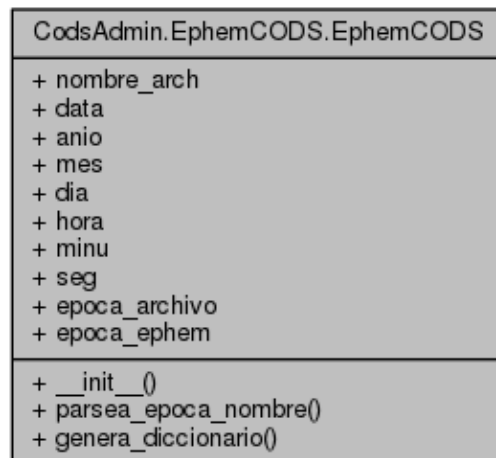 CodsAdmin.EphemCODS.EphemCODS
+ nombre_arch
+ data
+ anio
+ mes
+ dia
+ hora
+ minu
+ seg
+ epoca_archivo
+ epoca_ephem
+ __init__()
+ parsea_epoca_nombre()
+ genera_diccionario()